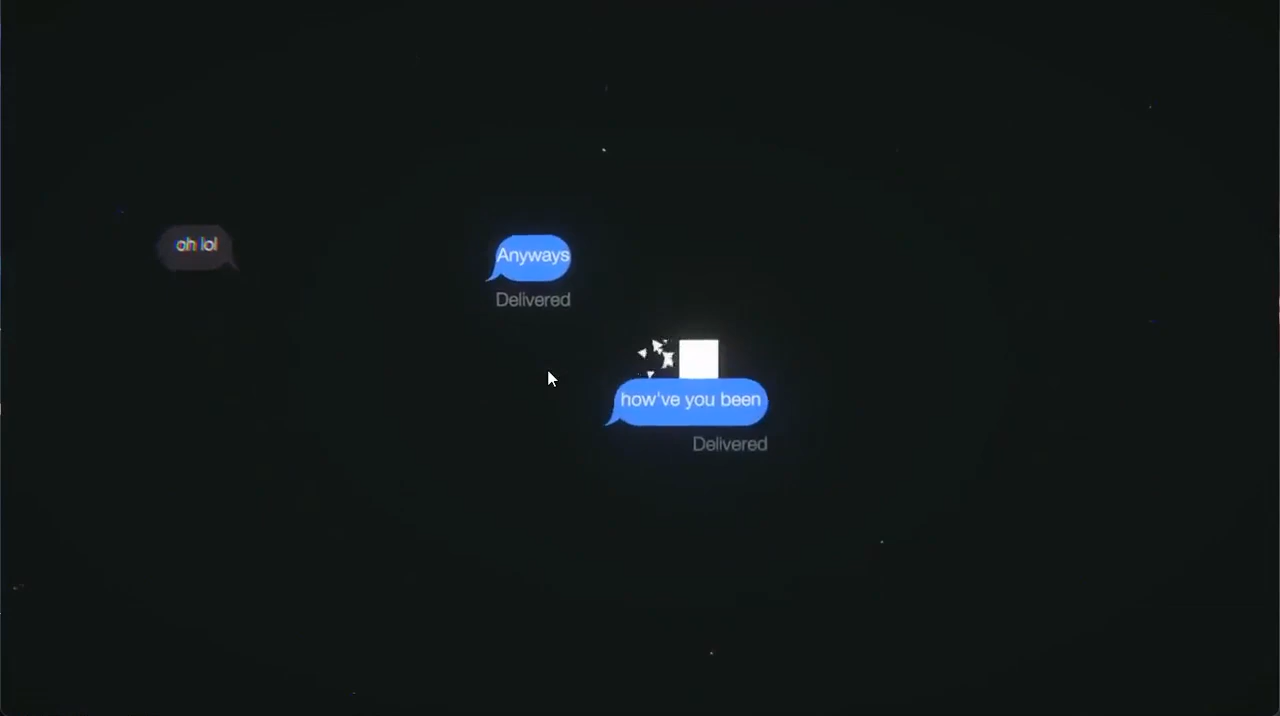 oh lol
Anyways
Delivered
how've you been
Delivered